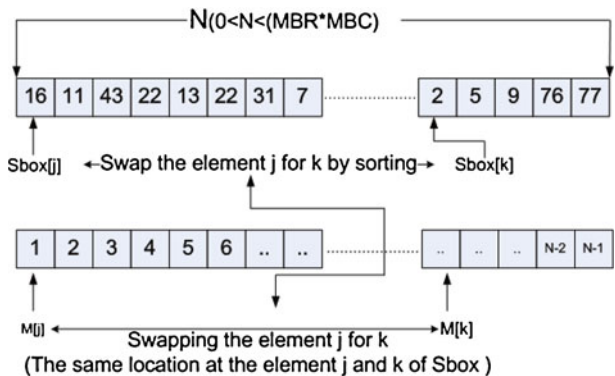 N(0<N<(MBR*MBC)
16 11 43 22 13 22 31 7 2 5 9 76 77
Sbox[j] Swap the element j for k by sorting Sbox[k]
1 2 3 4 5 6 .. .. .. .. .. N-2 N-1
M[j] M[k]
Swapping the element j for k
(The same location at the element j and k of Sbox )